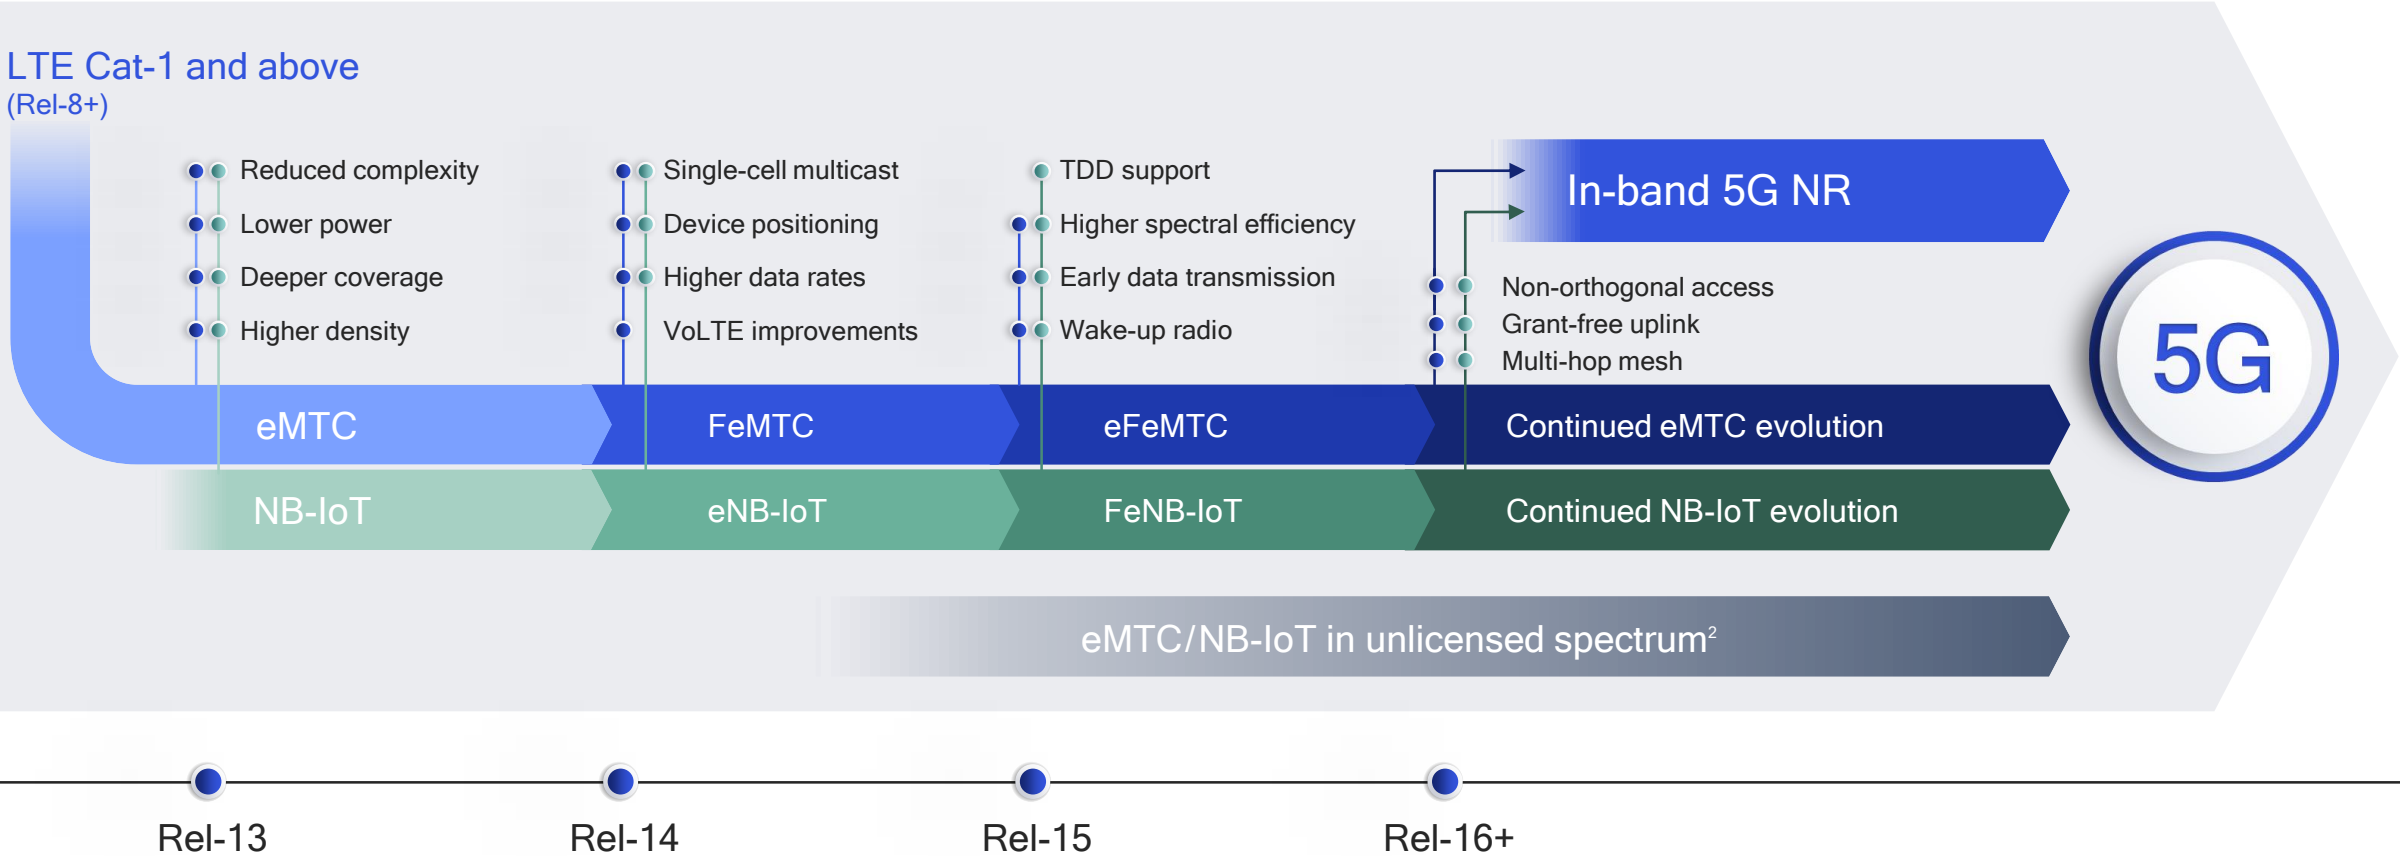 LTE Cat-1 and above
(Rel-8+)
Reduced complexity
Lower power
Deeper coverage
Higher density
Single-cell multicast
Device positioning
Higher data rates
VoLTE improvements
TDD support
Higher spectral efficiency
Early data transmission
Wake-up radio
In-band 5G NR
Non-orthogonal access
Grant-free uplink
Multi-hop mesh
5G
eMTC
FeMTC
eFeMTC
Continued eMTC evolution
NB-IoT
eNB-IoT
FeNB-IoT
Continued NB-IoT evolution
eMTC/NB-IoT in unlicensed spectrum²
Rel-13
Rel-14
Rel-15
Rel-16+